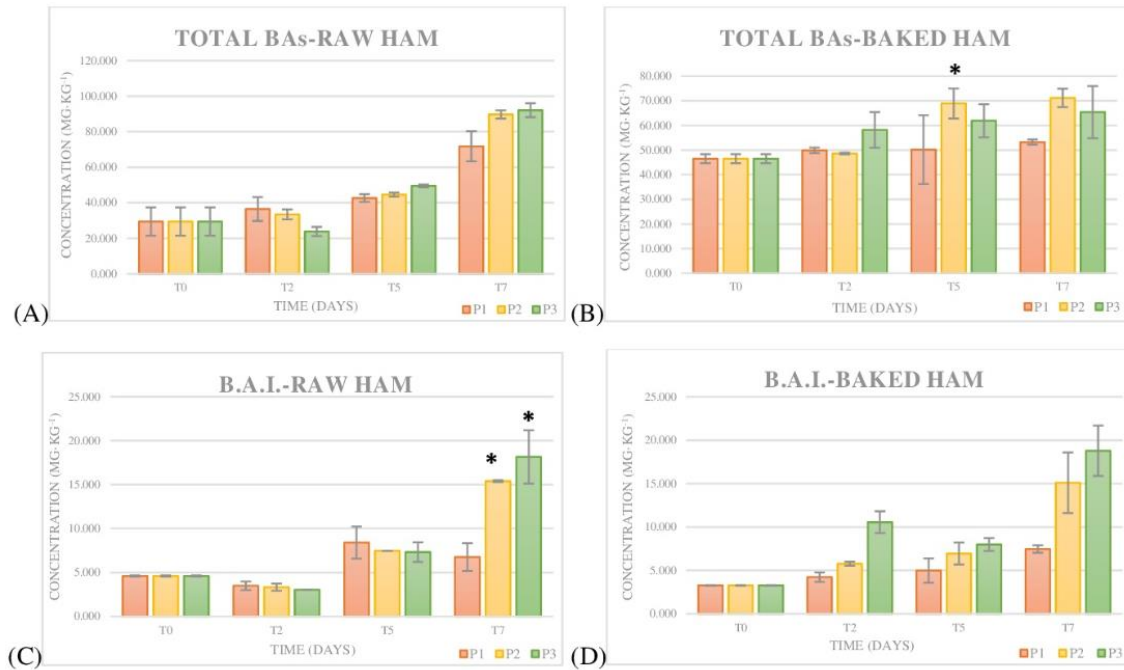 TOTAL BAs-RAW HAM
120.000
100.000
80.000
60.000
40.000
20.000
0.000
CONCENTRATION (MG·KG⁻¹)
T0 T2 T5 T7
TIME (DAYS)
P1 P2 P3
(A)
TOTAL BAs-BAKED HAM
80.000
70.000
60.000
50.000
40.000
30.000
20.000
10.000
0.000
CONCENTRATION (MG·KG⁻¹)
*
T0 T2 T5 T7
TIME (DAYS)
P1 P2 P3
(B)
B.A.I.-RAW HAM
25.000
20.000
15.000
10.000
5.000
0.000
CONCENTRATION (MG·KG⁻¹)
*
*
T0 T2 T5 T7
TIME (DAYS)
P1 P2 P3
(C)
B.A.I.-BAKED HAM
25.000
20.000
15.000
10.000
5.000
0.000
CONCENTRATION (MG·KG⁻¹)
T0 T2 T5 T7
TIME (DAYS)
P1 P2 P3
(D)